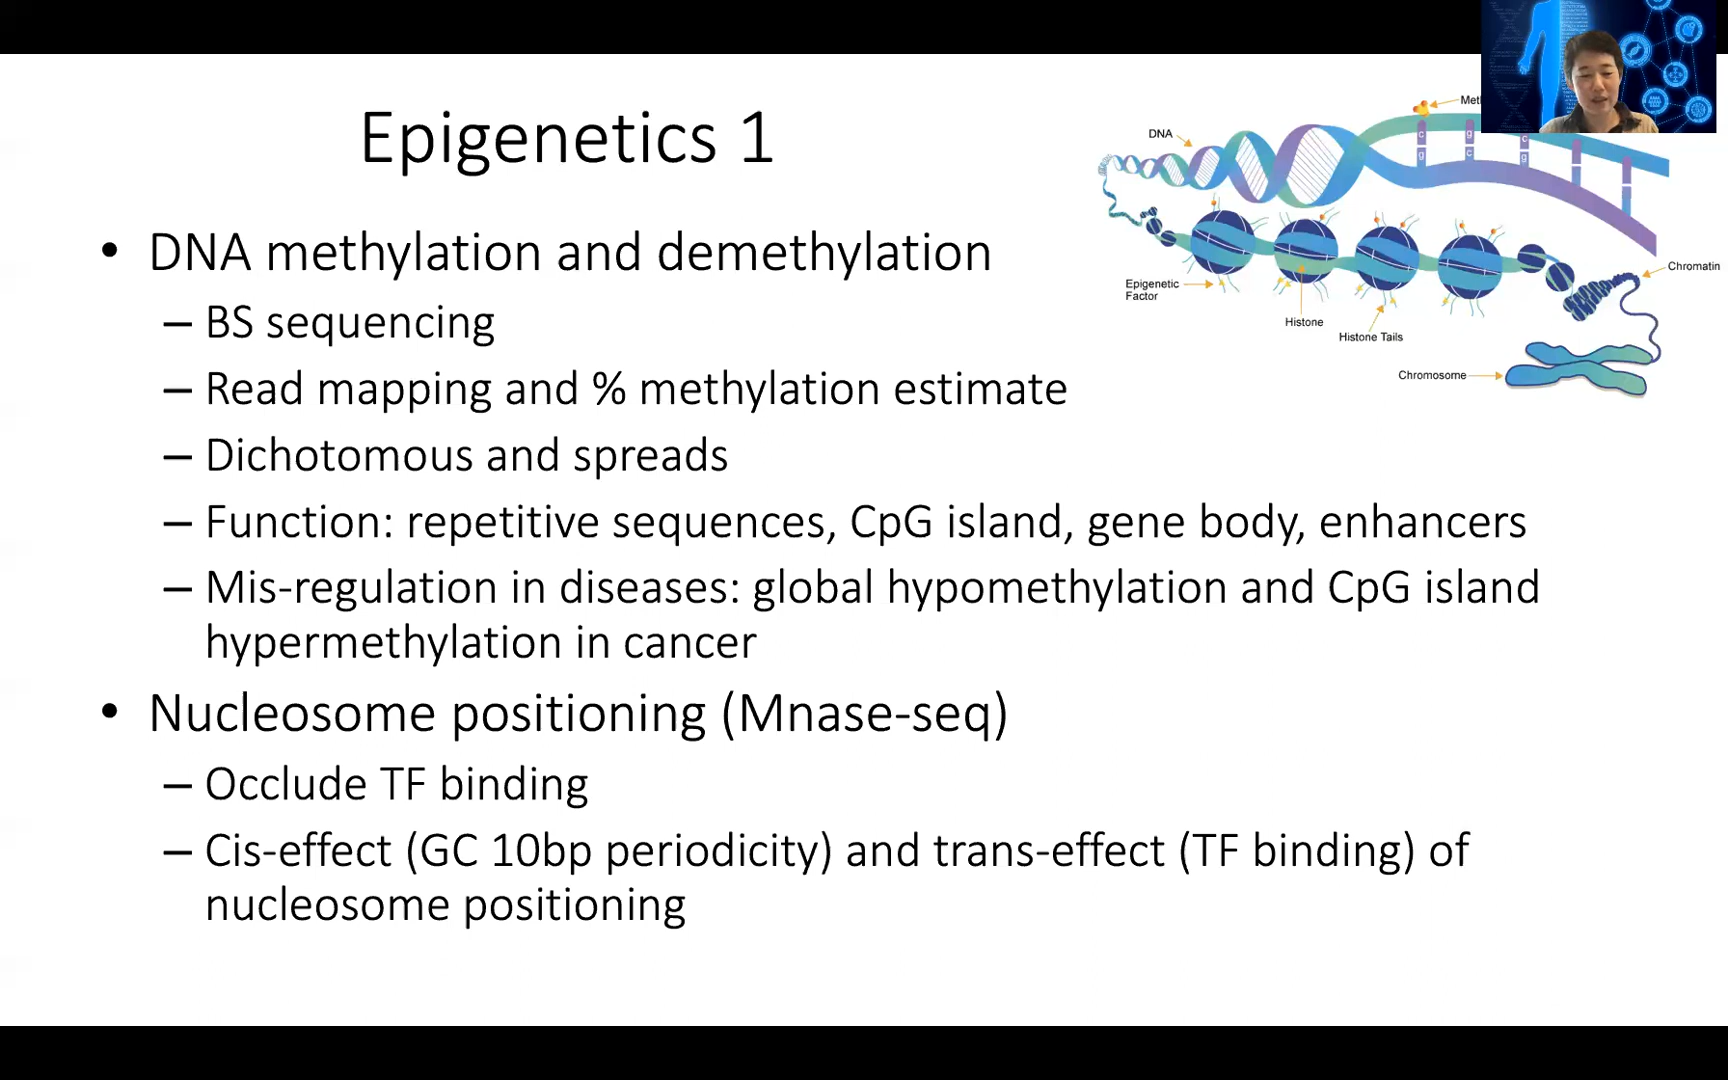 Epigenetics 1
DNA
Chromatin
Epigenetic
Factor
Histone
Histone Tails
Chromosome
c
g
g
c
c
g
• DNA methylation and demethylation
– BS sequencing
– Read mapping and % methylation estimate
– Dichotomous and spreads
– Function: repetitive sequences, CpG island, gene body, enhancers
– Mis-regulation in diseases: global hypomethylation and CpG island
hypermethylation in cancer
• Nucleosome positioning (Mnase-seq)
– Occlude TF binding
– Cis-effect (GC 10bp periodicity) and trans-effect (TF binding) of
nucleosome positioning